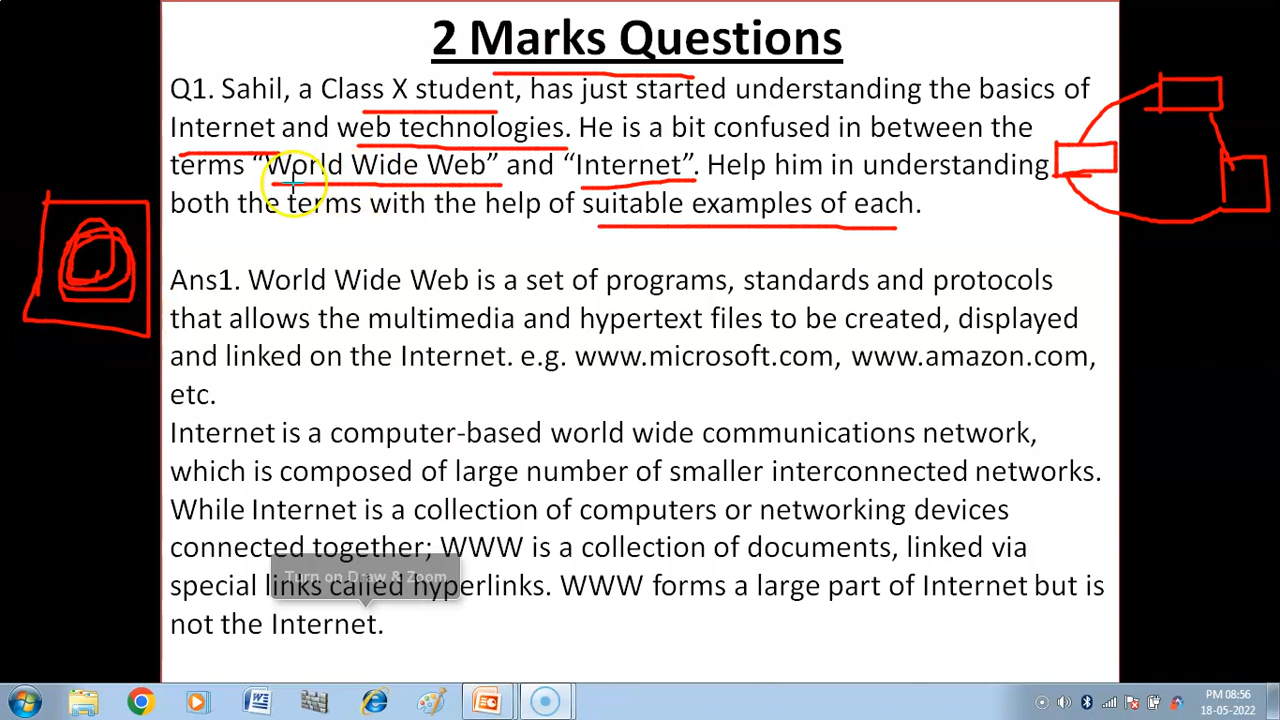 2 Marks Questions
Q1. Sahil, a Class X student, has just started understanding the basics of
Internet and web technologies. He is a bit confused in between the
terms “World Wide Web” and “Internet”. Help him in understanding
both the terms with the help of suitable examples of each.
Ans1. World Wide Web is a set of programs, standards and protocols
that allows the multimedia and hypertext files to be created, displayed
and linked on the Internet. e.g. www.microsoft.com, www.amazon.com,
etc.
Internet is a computer-based world wide communications network,
which is composed of large number of smaller interconnected networks.
While Internet is a collection of computers or networking devices
connected together; WWW is a collection of documents, linked via
Turn on Draw & Zoom
special links called hyperlinks. WWW forms a large part of Internet but is
not the Internet.
PM 08:56
18-05-2022